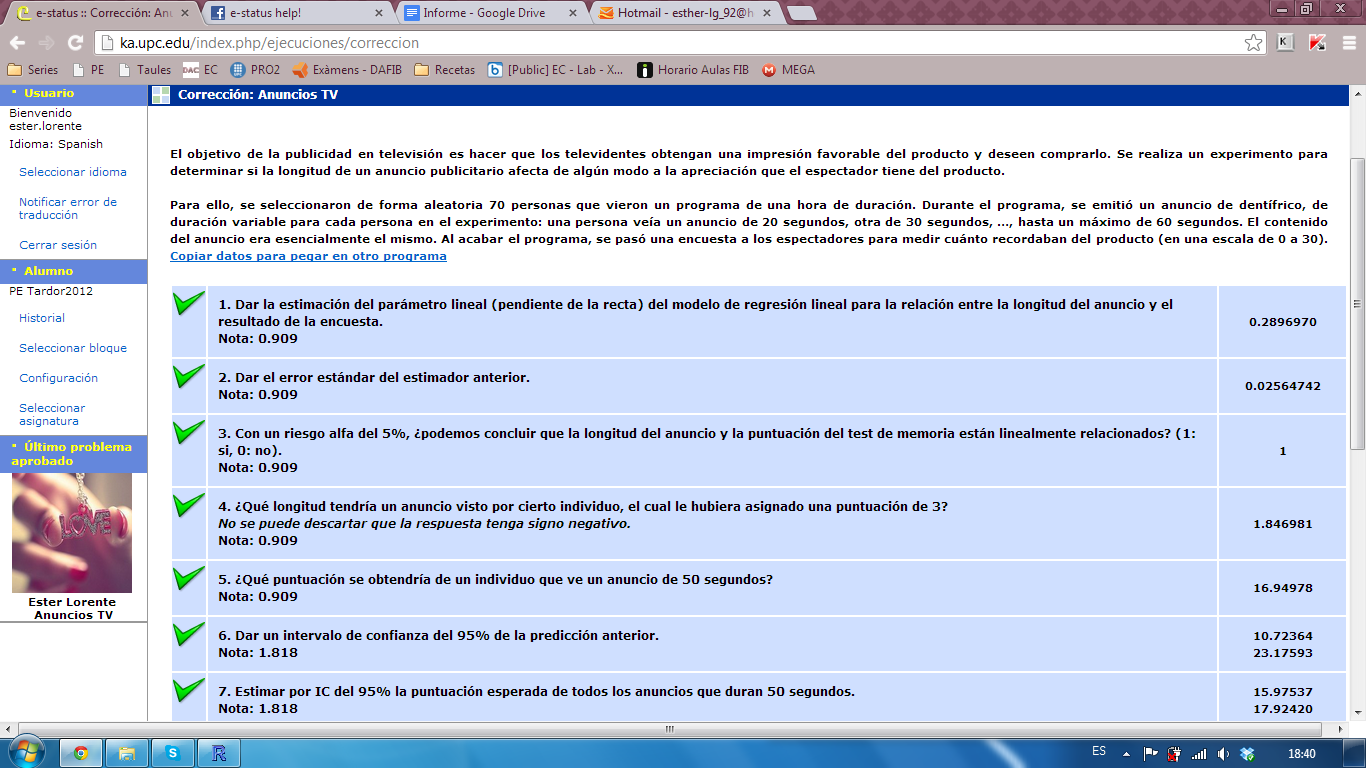 e-status :: Corrección: Anu
e-status help!
Informe - Google Drive
Hotmail - esther-lg_92@h
ka.upc.edu/index.php/ejecuciones/correccion
Series
PE
Taules
DAC EC
PRO2
Exàmens - DAFIB
Recetas
[Public] EC - Lab - X...
Horario Aulas FIB
MEGA
Usuario
Bienvenido
ester.lorente
Idioma: Spanish
Seleccionar idioma
Notificar error de
traducción
Cerrar sesión
Alumno
PE Tardor2012
Historial
Seleccionar bloque
Configuración
Seleccionar
asignatura
Último problema
aprobado
LOVE
Ester Lorente
Anuncios TV
Corrección: Anuncios TV
El objetivo de la publicidad en televisión es hacer que los televidentes obtengan una impresión favorable del producto y deseen comprarlo. Se realiza un experimento para
determinar si la longitud de un anuncio publicitario afecta de algún modo a la apreciación que el espectador tiene del producto.
Para ello, se seleccionaron de forma aleatoria 70 personas que vieron un programa de una hora de duración. Durante el programa, se emitió un anuncio de dentífrico, de
duración variable para cada persona en el experimento: una persona veía un anuncio de 20 segundos, otra de 30 segundos, ..., hasta un máximo de 60 segundos. El contenido
del anuncio era esencialmente el mismo. Al acabar el programa, se pasó una encuesta a los espectadores para medir cuánto recordaban del producto (en una escala de 0 a 30).
Copiar datos para pegar en otro programa
1. Dar la estimación del parámetro lineal (pendiente de la recta) del modelo de regresión lineal para la relación entre la longitud del anuncio y el
resultado de la encuesta.
Nota: 0.909
0.2896970
2. Dar el error estándar del estimador anterior.
Nota: 0.909
0.02564742
3. Con un riesgo alfa del 5%, ¿podemos concluir que la longitud del anuncio y la puntuación del test de memoria están linealmente relacionados? (1:
si, 0: no).
Nota: 0.909
1
4. ¿Qué longitud tendría un anuncio visto por cierto individuo, el cual le hubiera asignado una puntuación de 3?
No se puede descartar que la respuesta tenga signo negativo.
Nota: 0.909
1.846981
5. ¿Qué puntuación se obtendría de un individuo que ve un anuncio de 50 segundos?
Nota: 0.909
16.94978
6. Dar un intervalo de confianza del 95% de la predicción anterior.
Nota: 1.818
10.72364
23.17593
7. Estimar por IC del 95% la puntuación esperada de todos los anuncios que duran 50 segundos.
Nota: 1.818
15.97537
17.92420
ES
18:40